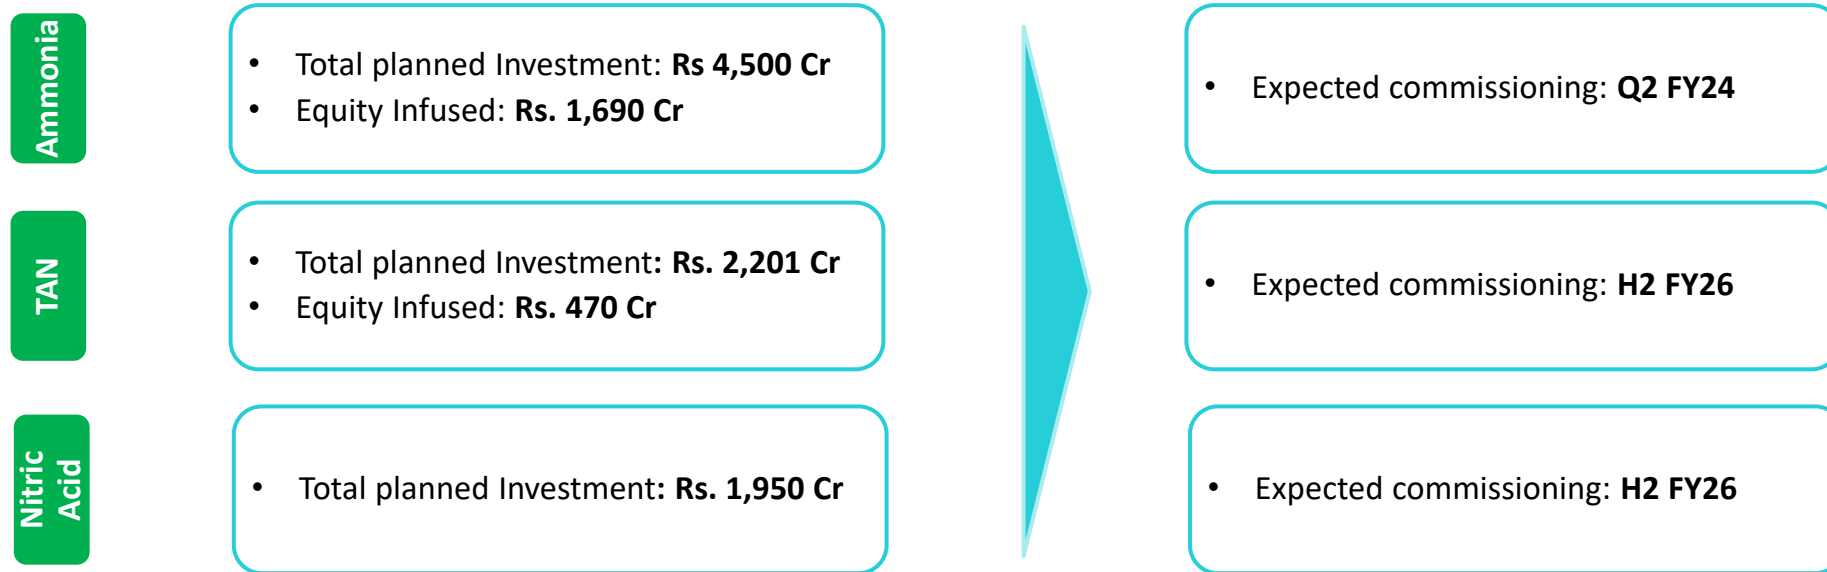 Ammonia
• Total planned Investment: Rs 4,500 Cr
• Equity Infused: Rs. 1,690 Cr
• Expected commissioning: Q2 FY24
TAN
• Total planned Investment: Rs. 2,201 Cr
• Equity Infused: Rs. 470 Cr
• Expected commissioning: H2 FY26
Nitric
Acid
• Total planned Investment: Rs. 1,950 Cr
• Expected commissioning: H2 FY26